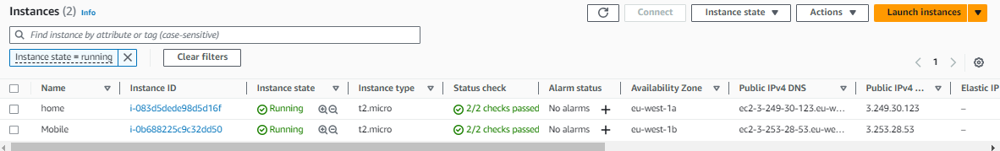 Instances (2) Info
Connect Instance state Actions Launch instances
Find instance by attribute or tag (case-sensitive)
Instance state = running Clear filters
1
Name Instance ID Instance state Instance type Status check Alarm status Availability Zone Public IPv4 DNS Public IPv4 ... Elastic IP
home i-083d5dede98d5d16f Running t2.micro 2/2 checks passed No alarms + eu-west-1a ec2-3-249-30-123.eu-w... 3.249.30.123 –
Mobile i-0b688225c9c32dd50 Running t2.micro 2/2 checks passed No alarms + eu-west-1b ec2-3-253-28-53.eu-we... 3.253.28.53 –